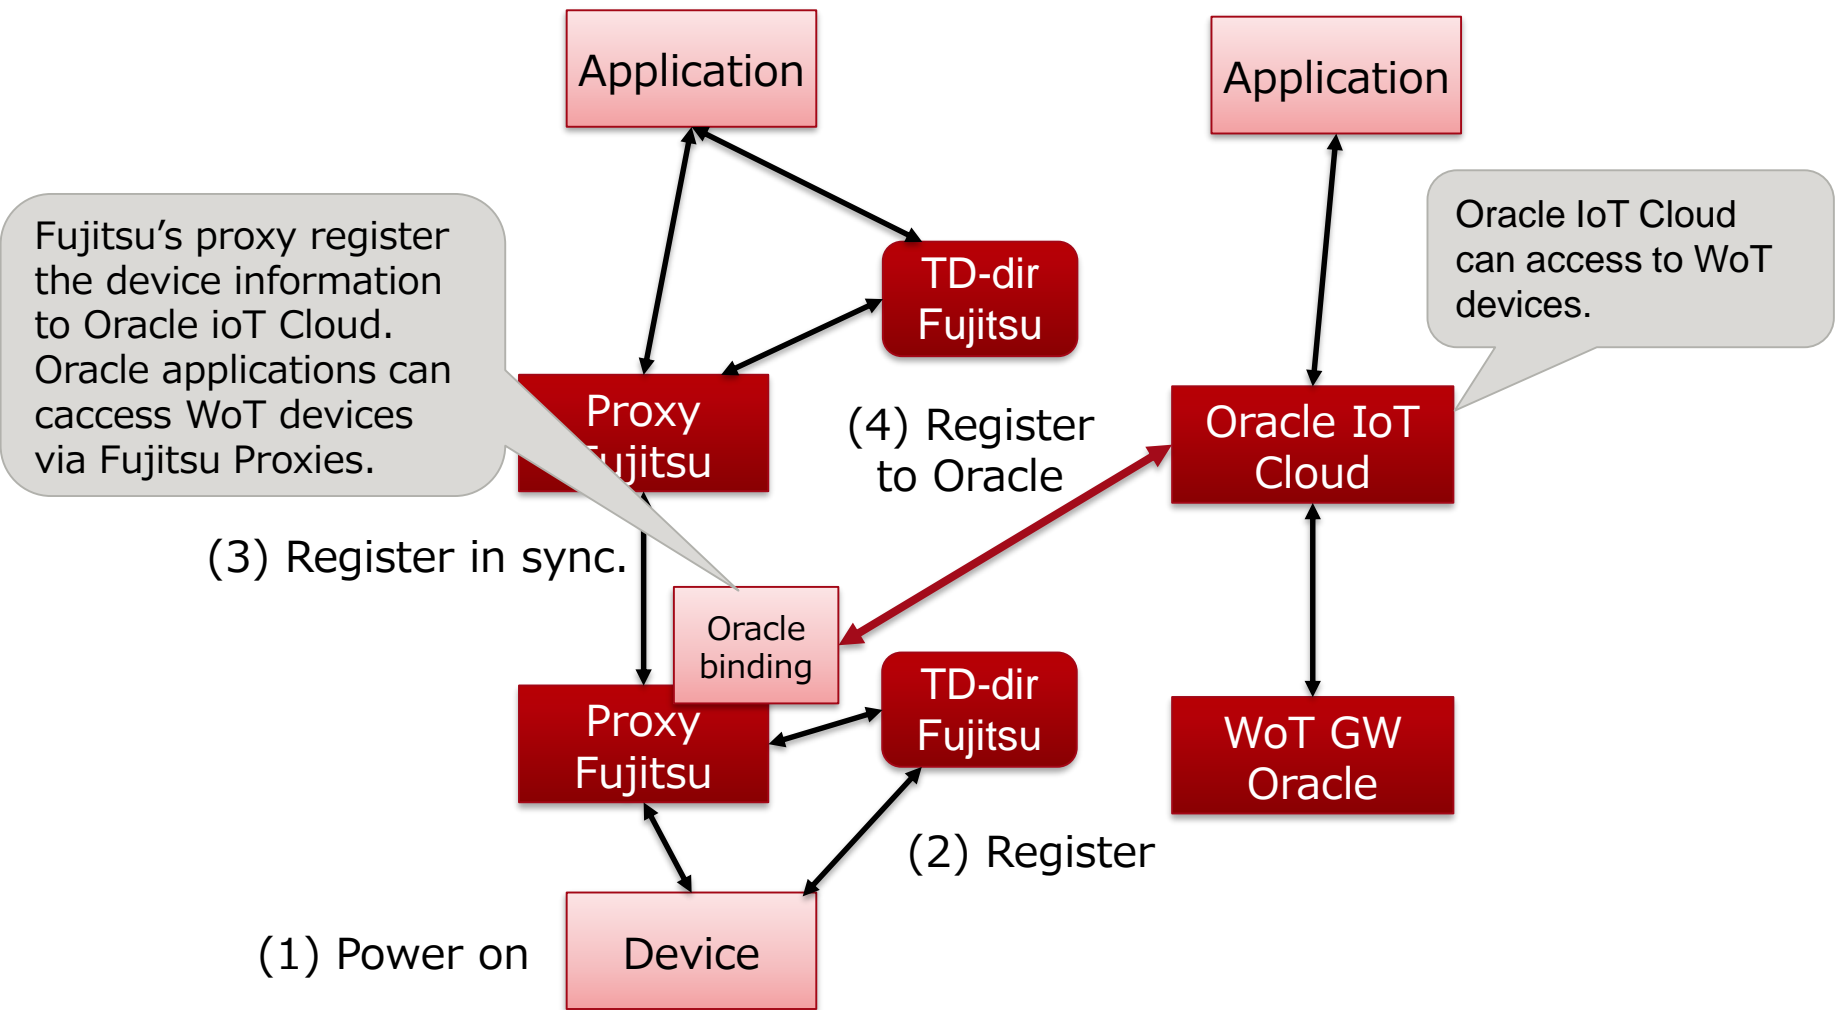 Application
Application
Fujitsu’s proxy register
the device information
to Oracle ioT Cloud.
Oracle applications can
caccess WoT devices
via Fujitsu Proxies.
Oracle IoT Cloud
can access to WoT
devices.
TD-dir
Fujitsu
Proxy
Fujitsu
(4) Register
to Oracle
Oracle IoT
Cloud
(3) Register in sync.
Oracle
binding
TD-dir
Fujitsu
Proxy
Fujitsu
WoT GW
Oracle
(2) Register
(1) Power on
Device